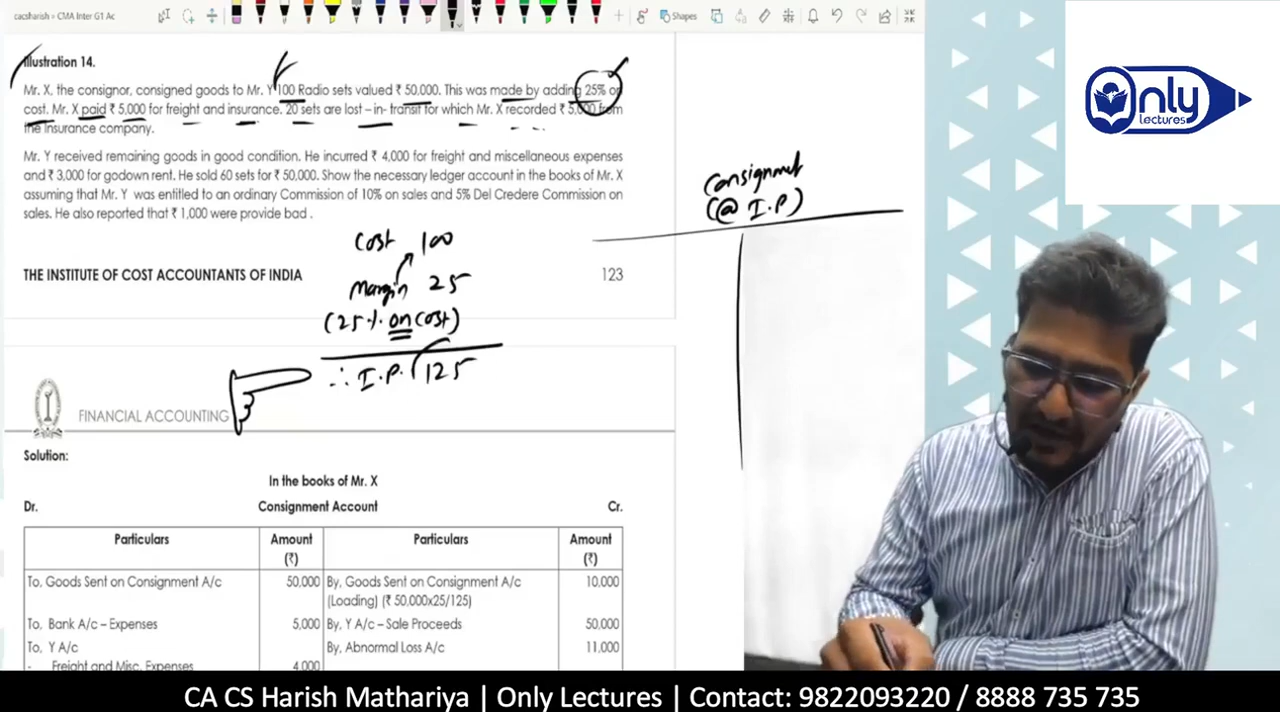 cacsharish = CMA Inter G1 Ac
Shapes
Illustration 14.
Mr. X, the consignor, consigned goods to Mr. Y 100 Radio sets valued ₹ 50,000. This was made by adding 25% on
cost. Mr. X paid ₹ 5,000 for freight and insurance. 20 sets are lost – in- transit for which Mr. X recorded ₹ 5,000 from
the Insurance company.
Mr. Y received remaining goods in good condition. He incurred ₹ 4,000 for freight and miscellaneous expenses
and ₹ 3,000 for godown rent. He sold 60 sets for ₹ 50,000. Show the necessary ledger account in the books of Mr. X
assuming that Mr. Y was entitled to an ordinary Commission of 10% on sales and 5% Del Credere Commission on
sales. He also reported that ₹ 1,000 were provide bad .
Cost 100
Margin 25
(25% on cost)
∴ I.P. 125
THE INSTITUTE OF COST ACCOUNTANTS OF INDIA 123
FINANCIAL ACCOUNTING
Solution:
In the books of Mr. X
Dr. Consignment Account Cr.
Particulars Amount (₹) Particulars Amount (₹)
To, Goods Sent on Consignment A/c 50,000 By, Goods Sent on Consignment A/c 10,000
(Loading) (₹ 50,000x25/125)
To, Bank A/c – Expenses 5,000 By, Y A/c – Sale Proceeds 50,000
To, Y A/c By, Abnormal Loss A/c 11,000
- Freight and Misc. Expenses 4,000
Consignment
(@ I.P)
Only
Lectures
CA CS Harish Mathariya | Only Lectures | Contact: 9822093220 / 8888 735 735